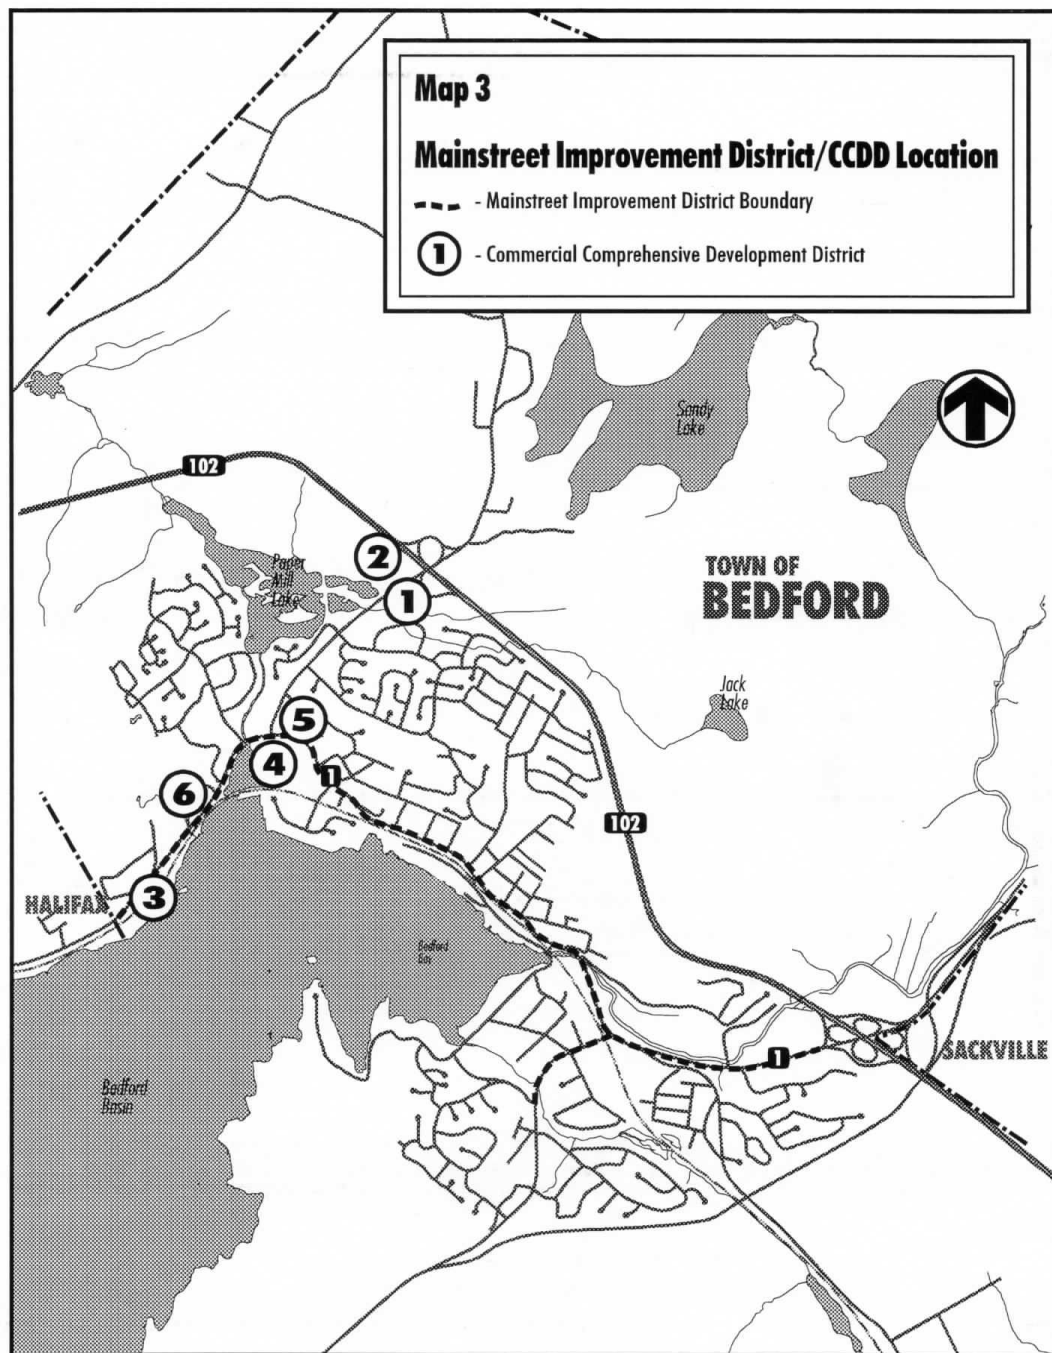 Map 3
Mainstreet Improvement District/CCDD Location
- Mainstreet Improvement District Boundary
1 - Commercial Comprehensive Development District
Sandy
Lake
102
2
Paper
Mill
Lake
1
TOWN OF
BEDFORD
Jack
Lake
5
4
1
6
102
3
HALIFAX
Bedford
Bay
1
SACKVILLE
Bedford
Basin